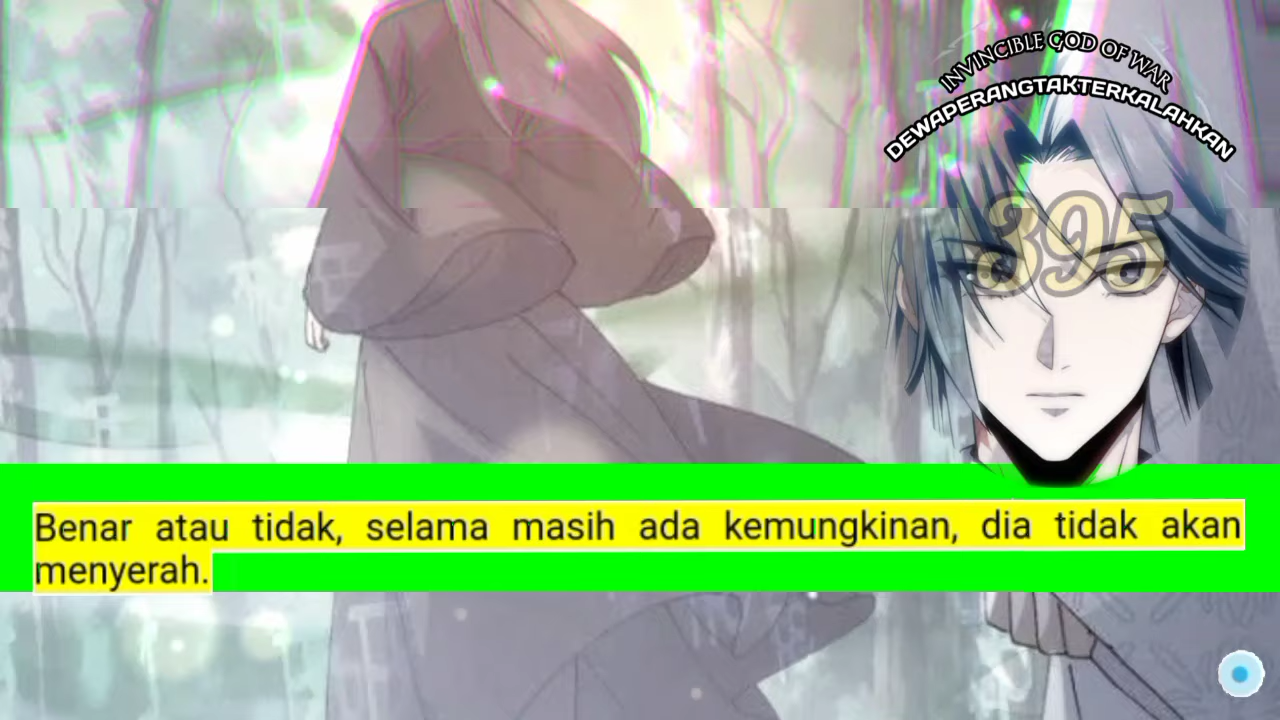 INVINCIBLE GOD OF WAR
DEWAPERANGTAKTERKALAHKAN
395
Benar atau tidak, selama masih ada kemungkinan, dia tidak akan
menyerah.